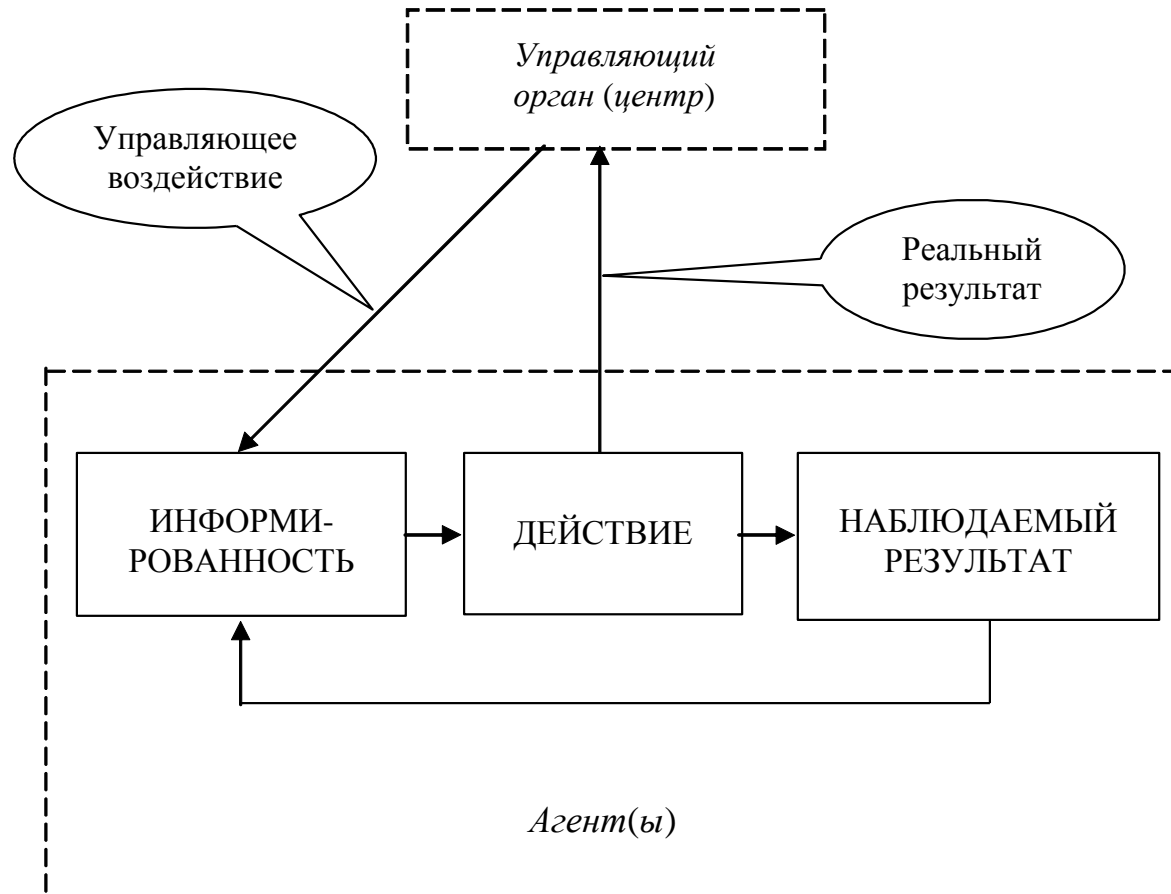 Управляющий
орган (центр)
Управляющее
воздействие
Реальный
результат
ИНФОРМИ-
РОВАННОСТЬ
ДЕЙСТВИЕ
НАБЛЮДАЕМЫЙ
РЕЗУЛЬТАТ
Агент(ы)